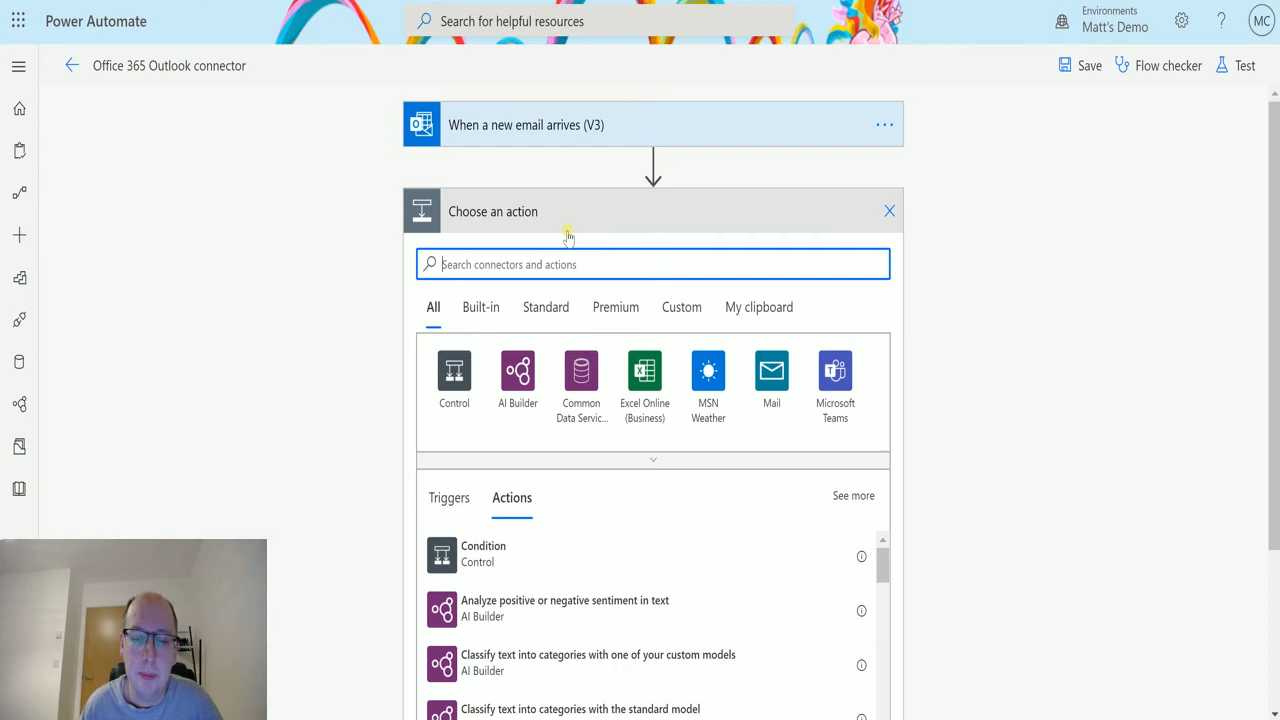 Power Automate
Search for helpful resources
Environments
Matt's Demo
?
MC
Office 365 Outlook connector
Save
Flow checker
Test
When a new email arrives (V3)
...
Choose an action
Search connectors and actions
All
Built-in
Standard
Premium
Custom
My clipboard
Control
AI Builder
Common
Data Servic...
Excel Online
(Business)
MSN
Weather
Mail
Microsoft
Teams
Triggers
Actions
See more
Condition
Control
Analyze positive or negative sentiment in text
AI Builder
Classify text into categories with one of your custom models
AI Builder
Classify text into categories with the standard model